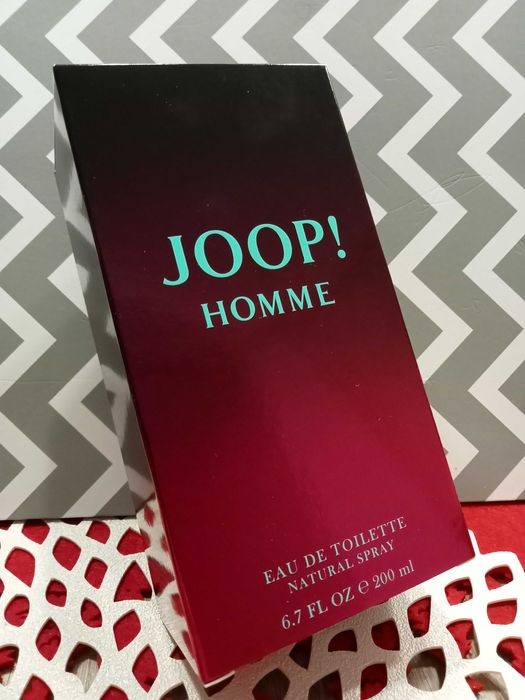 JOOP!
HOMME
EAU DE TOILETTE
NATURAL SPRAY
6.7 FL OZ ℮ 200 ml